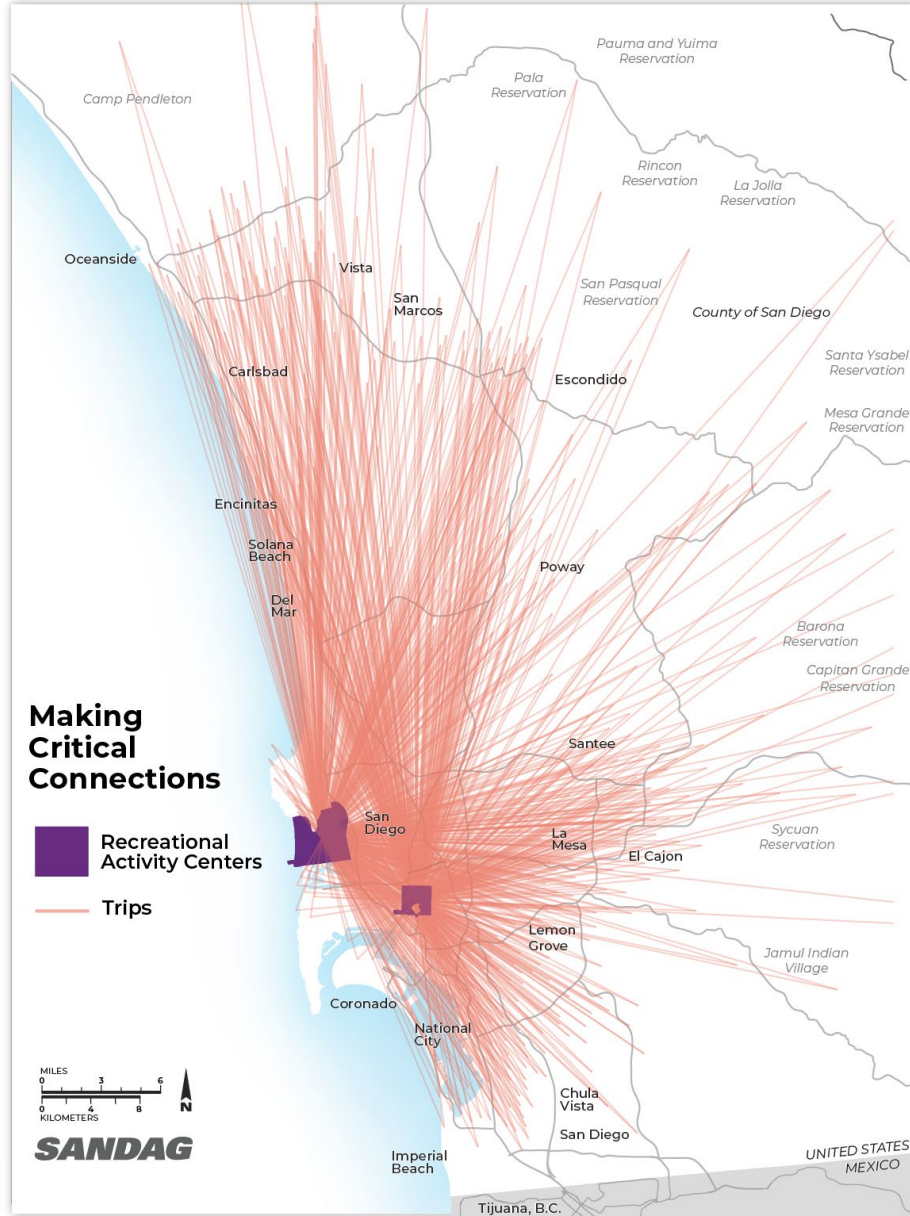 Pauma and Yuima
Reservation
Pala
Reservation
Camp Pendleton
Rincon
Reservation
La Jolla
Reservation
Oceanside
Vista
San
Marcos
San Pasqual
Reservation
County of San Diego
Santa Ysabel
Reservation
Carlsbad
Escondido
Mesa Grande
Reservation
Encinitas
Solana
Beach
Poway
Del
Mar
Barona
Reservation
Capitan Grande
Reservation
Making
Critical
Connections
Santee
San
Diego
Recreational
Activity Centers
La
Mesa
El Cajon
Sycuan
Reservation
Trips
Lemon
Grove
Jamul Indian
Village
Coronado
National
City
MILES
0 3 6
0 4 8
KILOMETERS
N
SANDAG
Chula
Vista
San Diego
Imperial
Beach
UNITED STATES
MEXICO
Tijuana, B.C.